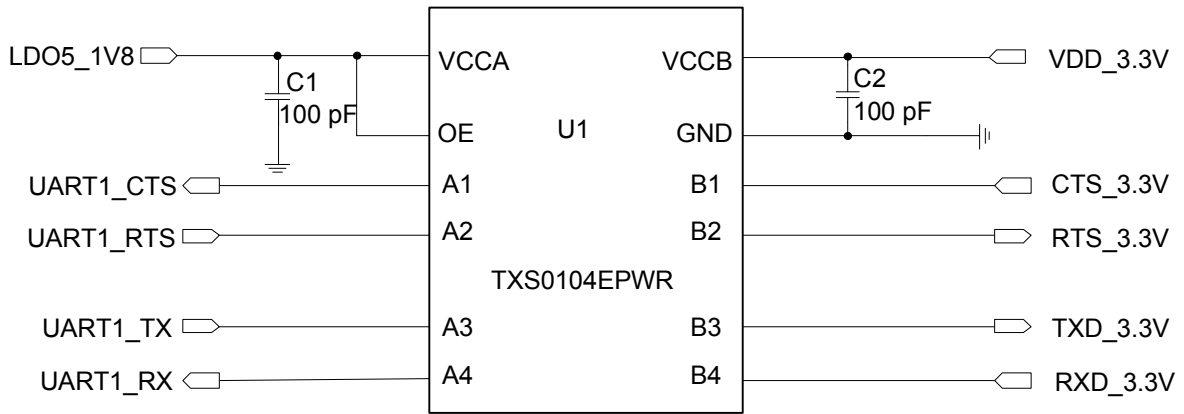 LDO5_1V8
VCCA
VCCB
VDD_3.3V
C1
100 pF
C2
100 pF
OE
U1
GND
UART1_CTS
A1
B1
CTS_3.3V
UART1_RTS
A2
B2
RTS_3.3V
TXS0104EPWR
UART1_TX
A3
B3
TXD_3.3V
UART1_RX
A4
B4
RXD_3.3V